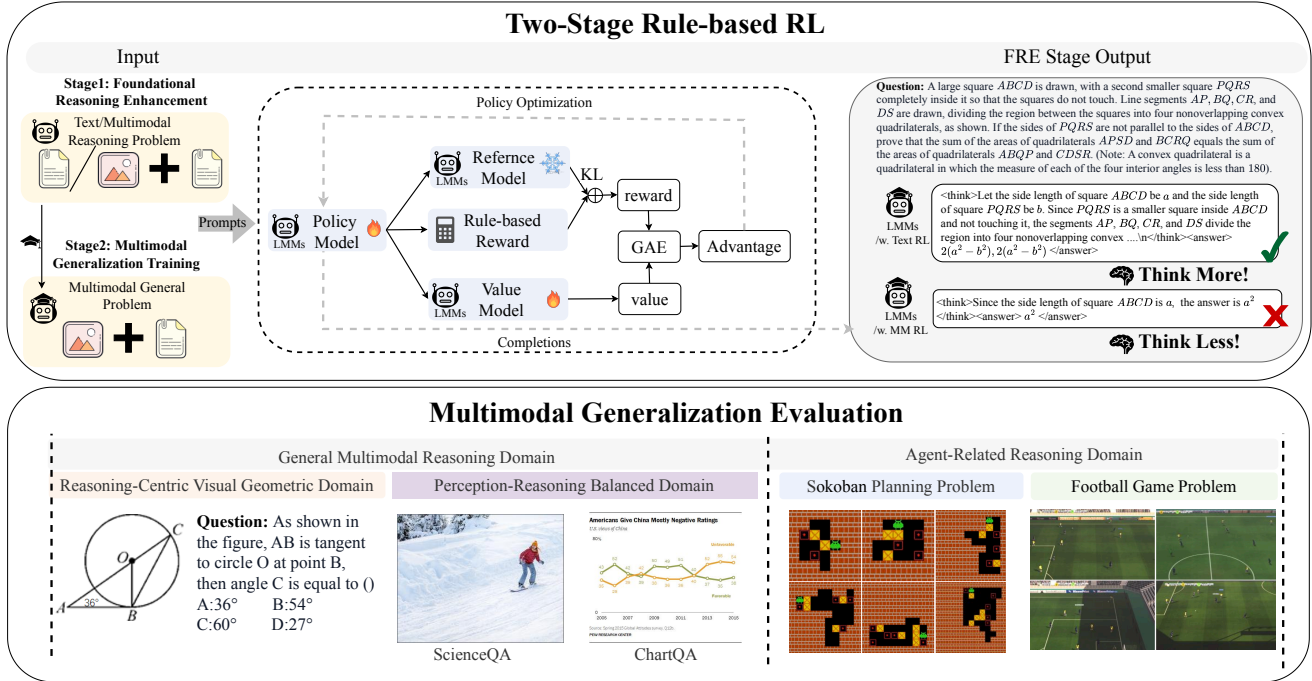 Two-Stage Rule-based RL
Input
FRE Stage Output
Stage1: Foundational
Reasoning Enhancement
Text/Multimodal
Reasoning Problem
Stage2: Multimodal
Generalization Training
Multimodal General
Problem
Prompts
Policy Optimization
LMMs
Policy
Model
LMMs
Refernce
Model
Rule-based
Reward
LMMs
Value
Model
KL
reward
GAE
Advantage
value
Completions
Question: A large square ABCD is drawn, with a second smaller square PQRS
completely inside it so that the squares do not touch. Line segments AP, BQ, CR, and
DS are drawn, dividing the region between the squares into four nonoverlapping convex
quadrilaterals, as shown. If the sides of PQRS are not parallel to the sides of ABCD,
prove that the sum of the areas of quadrilaterals APSD and BCRQ equals the sum of
the areas of quadrilaterals ABQP and CDSR. (Note: A convex quadrilateral is a
quadrilateral in which the measure of each of the four interior angles is less than 180).
LMMs
/w. Text RL
<think>Let the side length of square ABCD be a and the side length
of square PQRS be b. Since PQRS is a smaller square inside ABCD
and not touching it, the segments AP, BQ, CR, and DS divide the
region into four nonoverlapping convex ....\n</think><answer>
2(a² − b²), 2(a² − b²) </answer>
Think More!
LMMs
/w. MM RL
<think>Since the side length of square ABCD is a, the answer is a²
</think><answer> a² </answer>
Think Less!
Multimodal Generalization Evaluation
General Multimodal Reasoning Domain
Agent-Related Reasoning Domain
Reasoning-Centric Visual Geometric Domain
Perception-Reasoning Balanced Domain
Sokoban Planning Problem
Football Game Problem
C
O
A
36°
B
Question: As shown in
the figure, AB is tangent
to circle O at point B,
then angle C is equal to ()
A:36° B:54°
C:60° D:27°
ScienceQA
Americans Give China Mostly Negative Ratings
U.S. views of China
Unfavorable
Favorable
0
2005 2007
2015
PEW RESEARCH CENTER
ChartQA